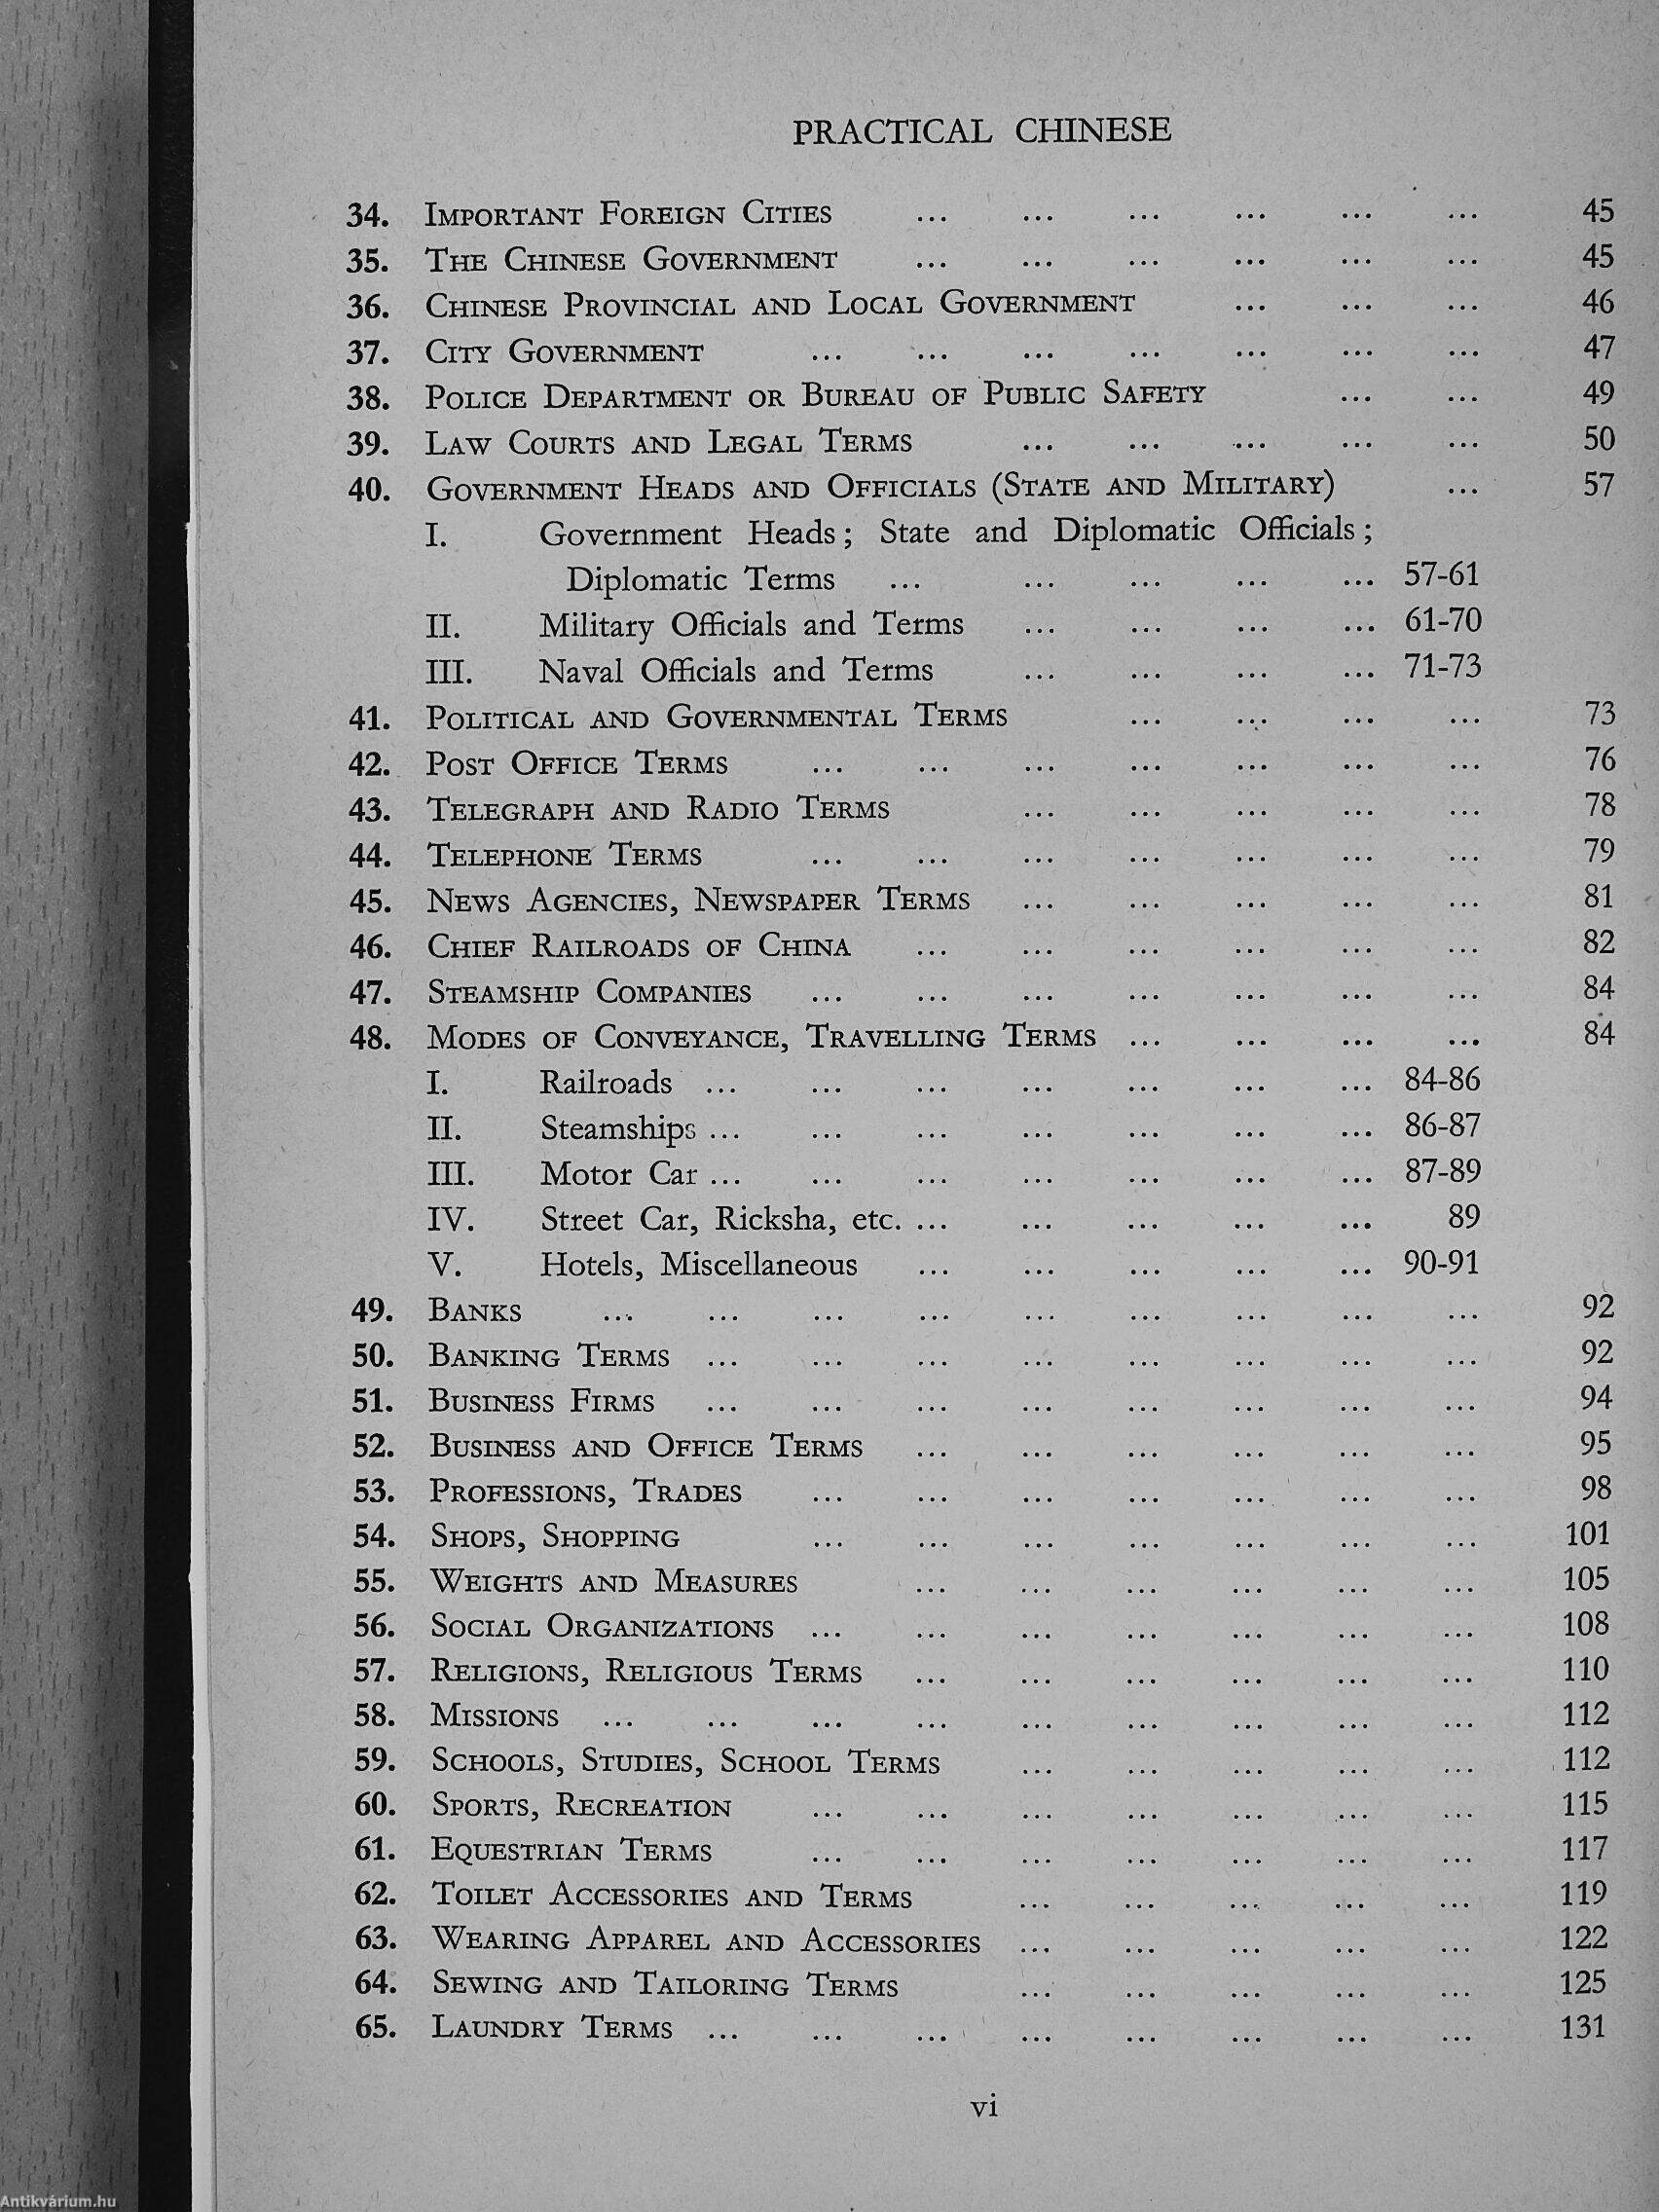 PRACTICAL CHINESE
34. Important Foreign Cities ... ... ... ... ... ... 45
35. The Chinese Government ... ... ... ... ... ... 45
36. Chinese Provincial and Local Government ... ... ... 46
37. City Government ... ... ... ... ... ... ... 47
38. Police Department or Bureau of Public Safety ... ... 49
39. Law Courts and Legal Terms ... ... ... ... ... 50
40. Government Heads and Officials (State and Military) ... 57
I. Government Heads; State and Diplomatic Officials;
Diplomatic Terms ... ... ... ... ... 57-61
II. Military Officials and Terms ... ... ... ... 61-70
III. Naval Officials and Terms ... ... ... ... 71-73
41. Political and Governmental Terms ... ... ... ... 73
42. Post Office Terms ... ... ... ... ... ... ... 76
43. Telegraph and Radio Terms ... ... ... ... ... 78
44. Telephone Terms ... ... ... ... ... ... ... 79
45. News Agencies, Newspaper Terms ... ... ... ... ... 81
46. Chief Railroads of China ... ... ... ... ... ... 82
47. Steamship Companies ... ... ... ... ... ... ... 84
48. Modes of Conveyance, Travelling Terms ... ... ... ... 84
I. Railroads ... ... ... ... ... ... ... 84-86
II. Steamships ... ... ... ... ... ... ... 86-87
III. Motor Car ... ... ... ... ... ... ... 87-89
IV. Street Car, Ricksha, etc. ... ... ... ... ... 89
V. Hotels, Miscellaneous ... ... ... ... ... 90-91
49. Banks ... ... ... ... ... ... ... ... ... 92
50. Banking Terms ... ... ... ... ... ... ... ... 92
51. Business Firms ... ... ... ... ... ... ... ... 94
52. Business and Office Terms ... ... ... ... ... ... 95
53. Professions, Trades ... ... ... ... ... ... ... 98
54. Shops, Shopping ... ... ... ... ... ... ... 101
55. Weights and Measures ... ... ... ... ... ... 105
56. Social Organizations ... ... ... ... ... ... ... 108
57. Religions, Religious Terms ... ... ... ... ... ... 110
58. Missions ... ... ... ... ... ... ... ... ... 112
59. Schools, Studies, School Terms ... ... ... ... ... 112
60. Sports, Recreation ... ... ... ... ... ... ... 115
61. Equestrian Terms ... ... ... ... ... ... ... 117
62. Toilet Accessories and Terms ... ... ... ... ... 119
63. Wearing Apparel and Accessories ... ... ... ... ... 122
64. Sewing and Tailoring Terms ... ... ... ... ... 125
65. Laundry Terms ... ... ... ... ... ... ... ... 131
vi
Antikvárium.hu